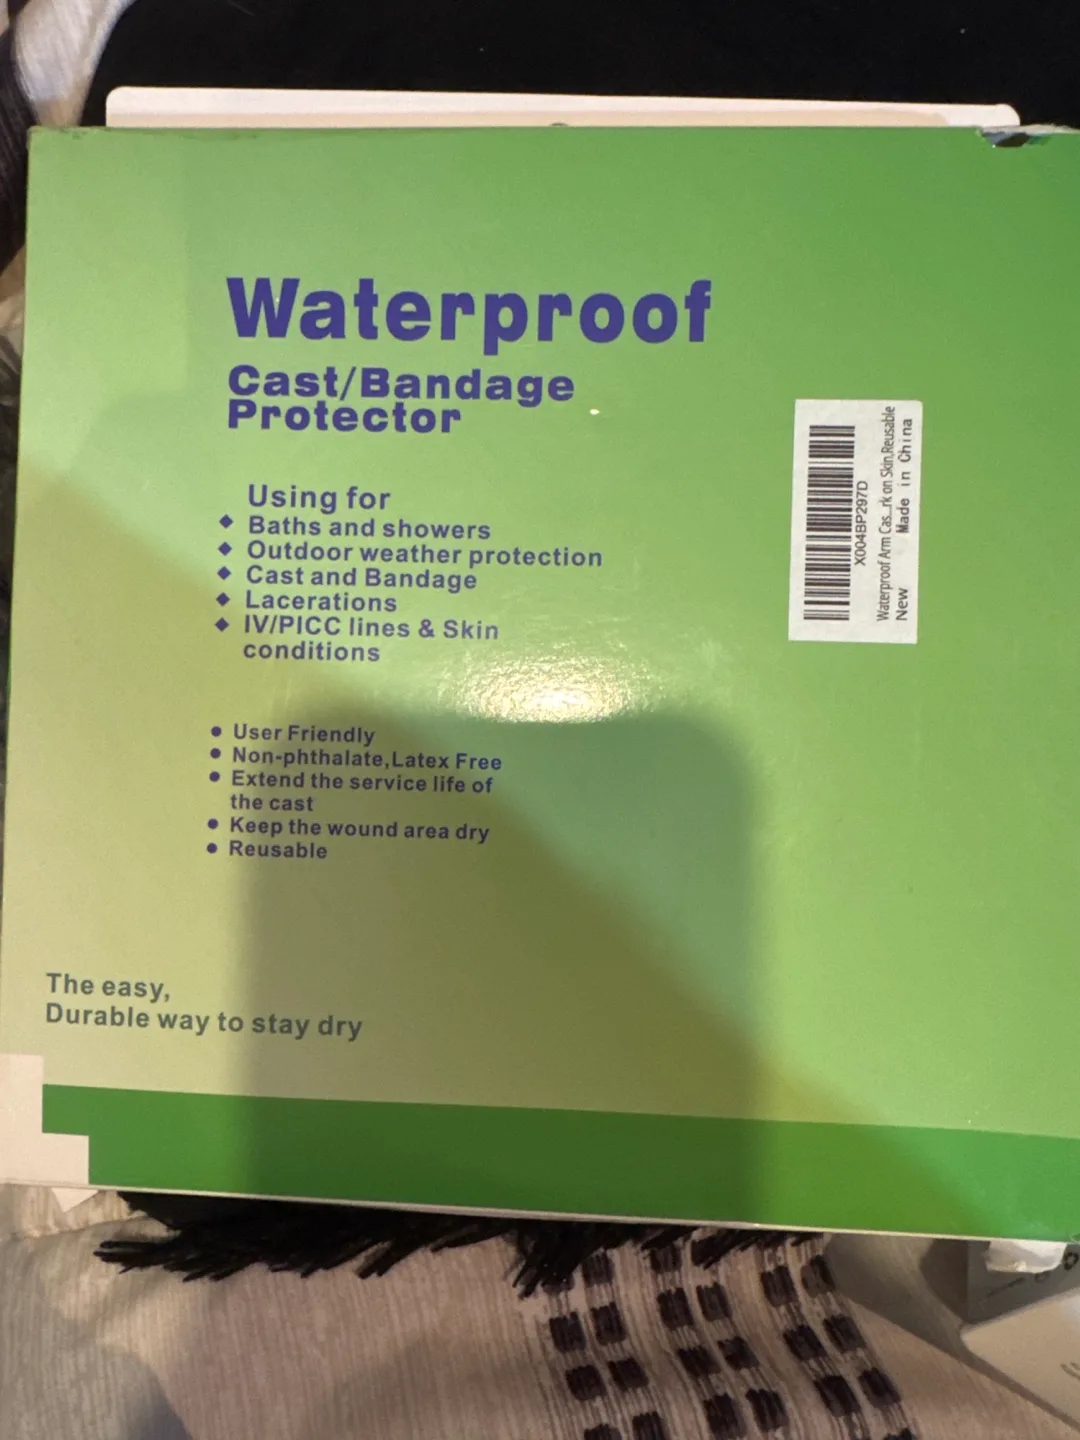 Waterproof
Cast/Bandage
Protector
Using for
◆ Baths and showers
◆ Outdoor weather protection
◆ Cast and Bandage
◆ Lacerations
◆ IV/PICC lines & Skin
conditions
● User Friendly
● Non-phthalate,Latex Free
● Extend the service life of
the cast
● Keep the wound area dry
● Reusable
The easy,
Durable way to stay dry
X004BP297D
Waterproof Arm Cas...rk on Skin,Reusable
New Made in China